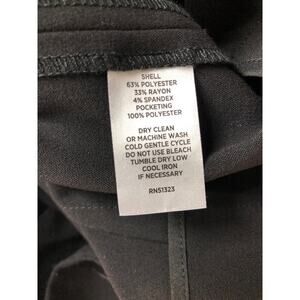 SHELL
63% POLYESTER
33% RAYON
4% SPANDEX
POCKETING
100% POLYESTER
DRY CLEAN
OR MACHINE WASH
COLD GENTLE CYCLE
DO NOT USE BLEACH
TUMBLE DRY LOW
COOL IRON
IF NECESSARY
RN51323